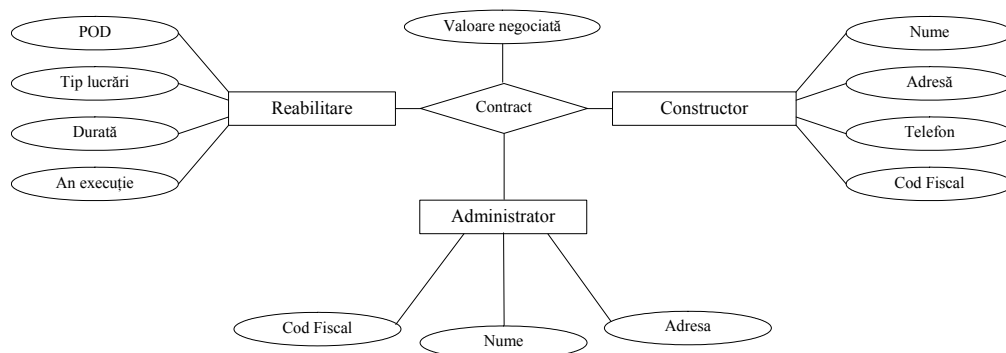 POD
Valoare negociată
Nume
Tip lucrări
Adresă
Reabilitare
Contract
Constructor
Durată
Telefon
An execuție
Cod Fiscal
Administrator
Cod Fiscal
Nume
Adresa